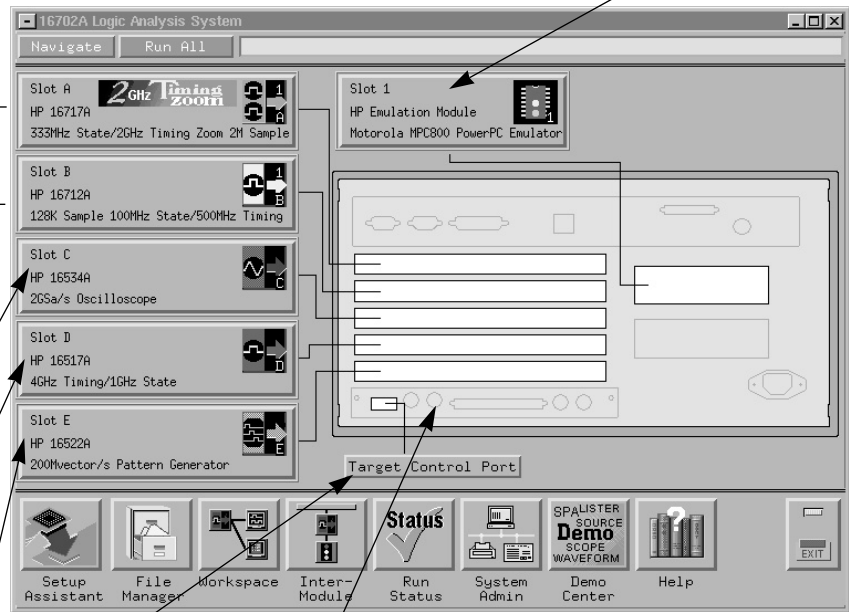 16702A Logic Analysis System
Navigate
Run All
Slot A
2GHz Timing Zoom
1
A
HP 16717A
333MHz State/2GHz Timing Zoom 2M Sample
Slot 1
HP Emulation Module
1
Motorola MPC800 PowerPC Emulator
Slot B
1
B
HP 16712A
128K Sample 100MHz State/500MHz Timing
Slot C
HP 16534A
C
2GSa/s Oscilloscope
Slot D
HP 16517A
D
4GHz Timing/1GHz State
Slot E
HP 16522A
E
200Mvector/s Pattern Generator
Target Control Port
Status
SPALISTER
SOURCE
Demo
SCOPE
WAVEFORM
?
EXIT
Setup
Assistant
File
Manager
Workspace
Inter-
Module
Run
Status
System
Admin
Demo
Center
Help